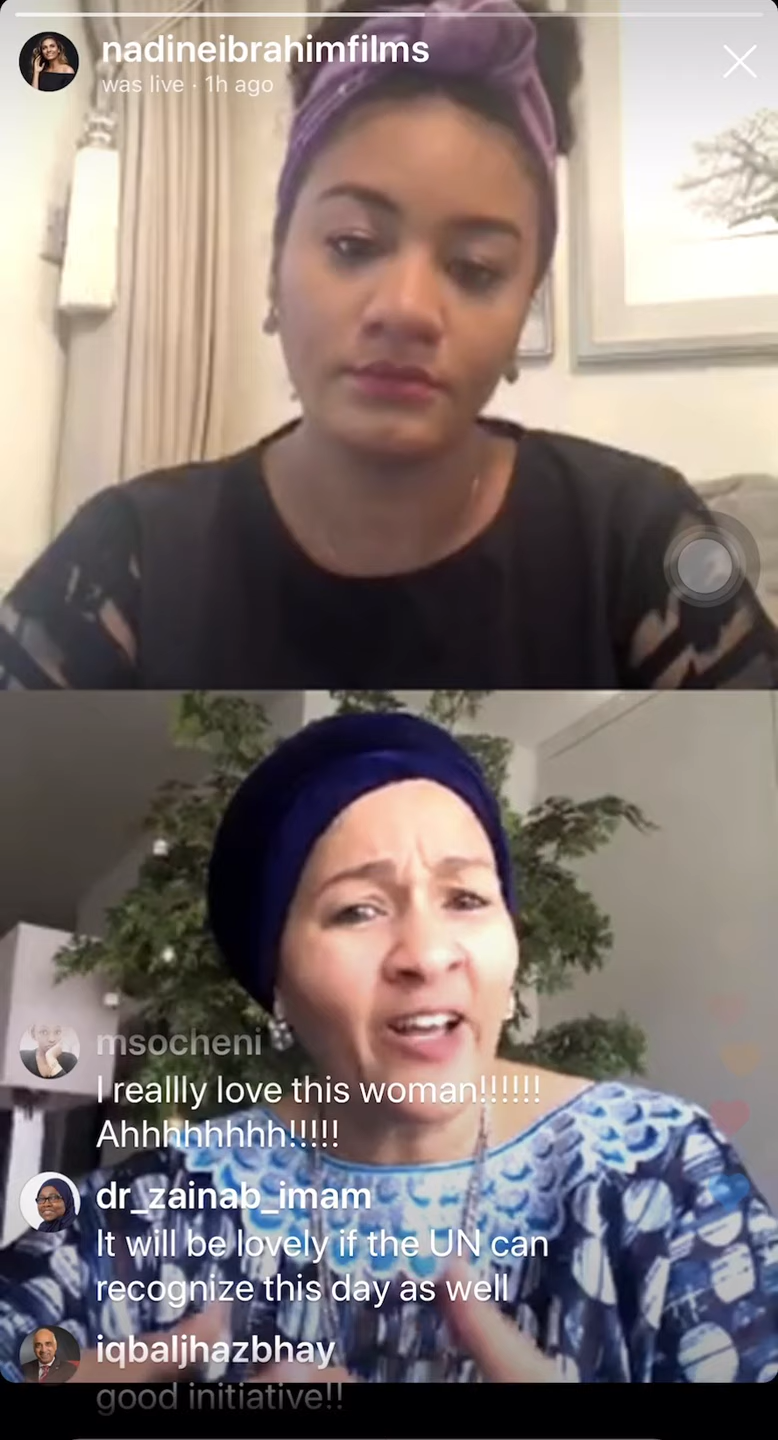 nadineibrahimfilms
was live · 1h ago
msocheni
I reallly love this woman!!!!!!
Ahhhhhhhh!!!!!
dr_zainab_imam
It will be lovely if the UN can
recognize this day as well
iqbaljhazbhay
good initiative!!